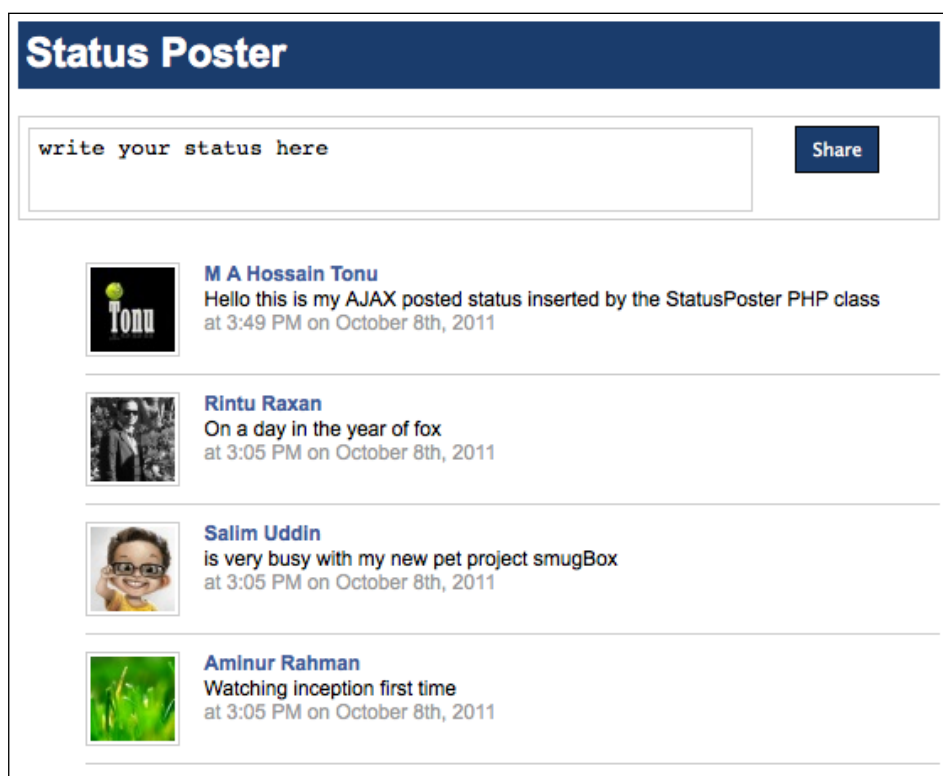 Status Poster
write your status here
Share
M A Hossain Tonu
Hello this is my AJAX posted status inserted by the StatusPoster PHP class
at 3:49 PM on October 8th, 2011
Tonu
Rintu Raxan
On a day in the year of fox
at 3:05 PM on October 8th, 2011
Salim Uddin
is very busy with my new pet project smugBox
at 3:05 PM on October 8th, 2011
Aminur Rahman
Watching inception first time
at 3:05 PM on October 8th, 2011